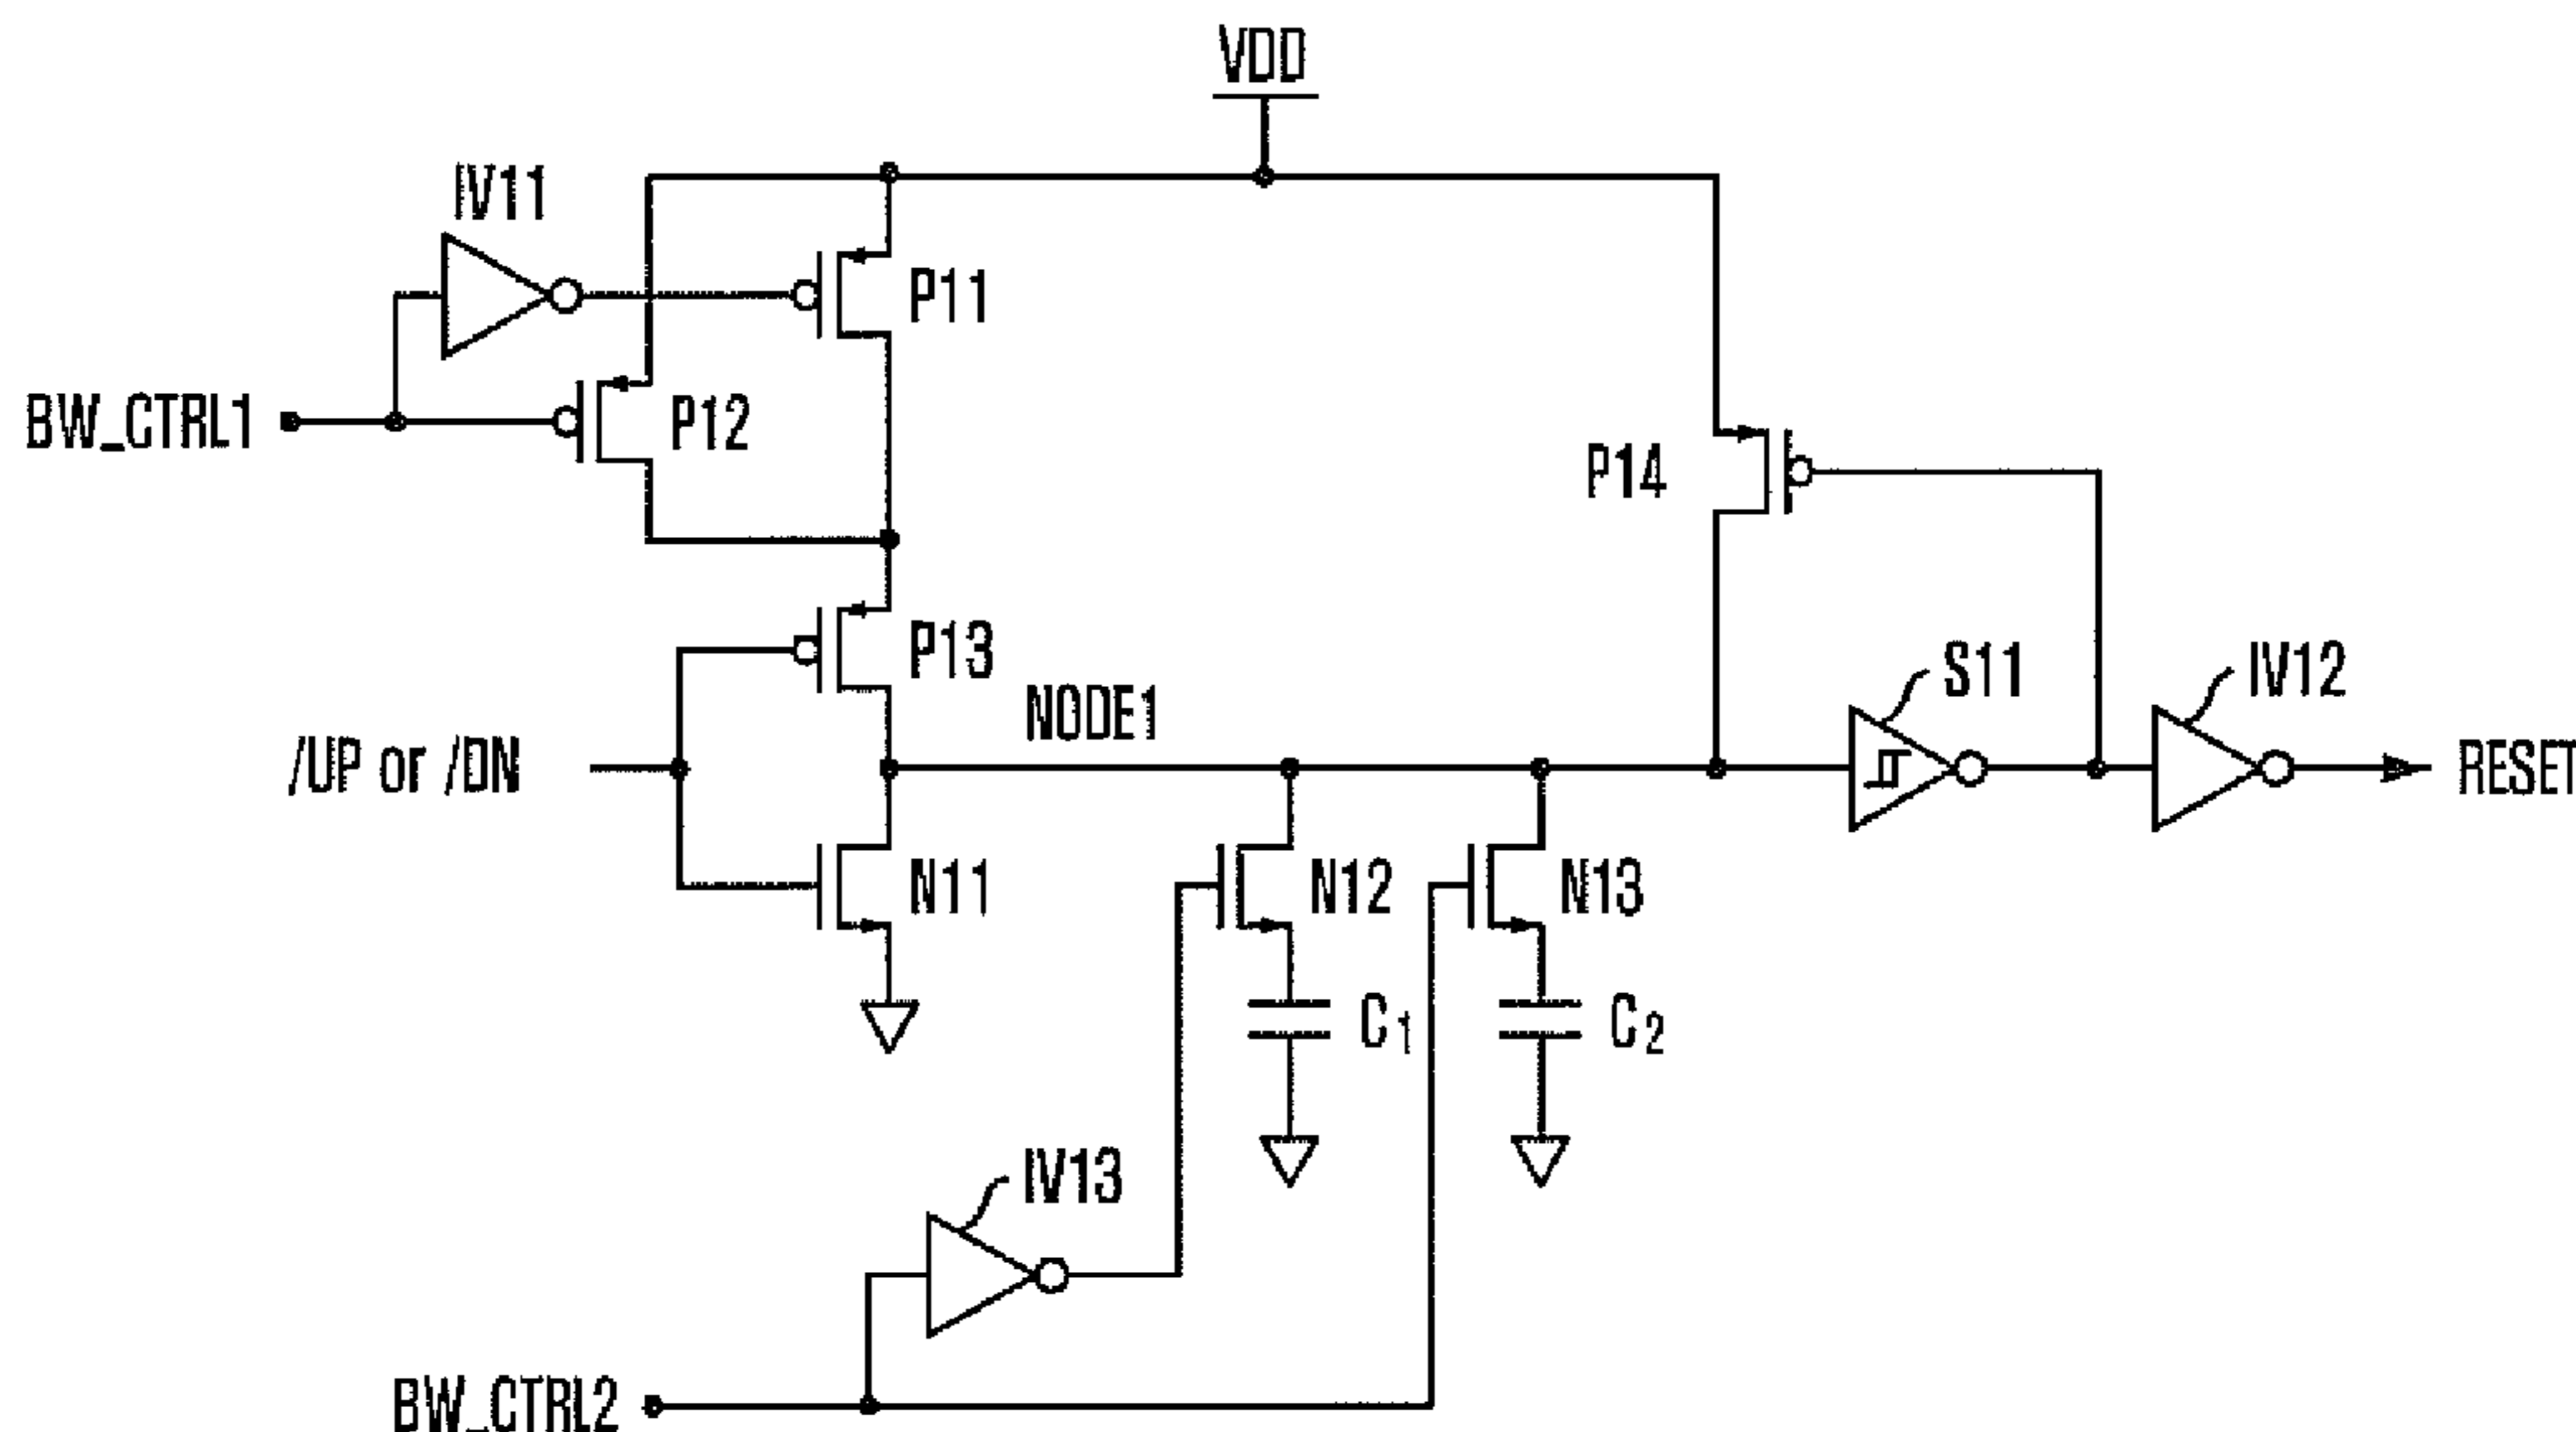 VDD
IV11
P11
BW_CTRL1
P12
P14
P13
NODE1
S11
IV12
/UP or /DN
RESET
N11
N12
N13
C1
C2
IV13
BW_CTRL2